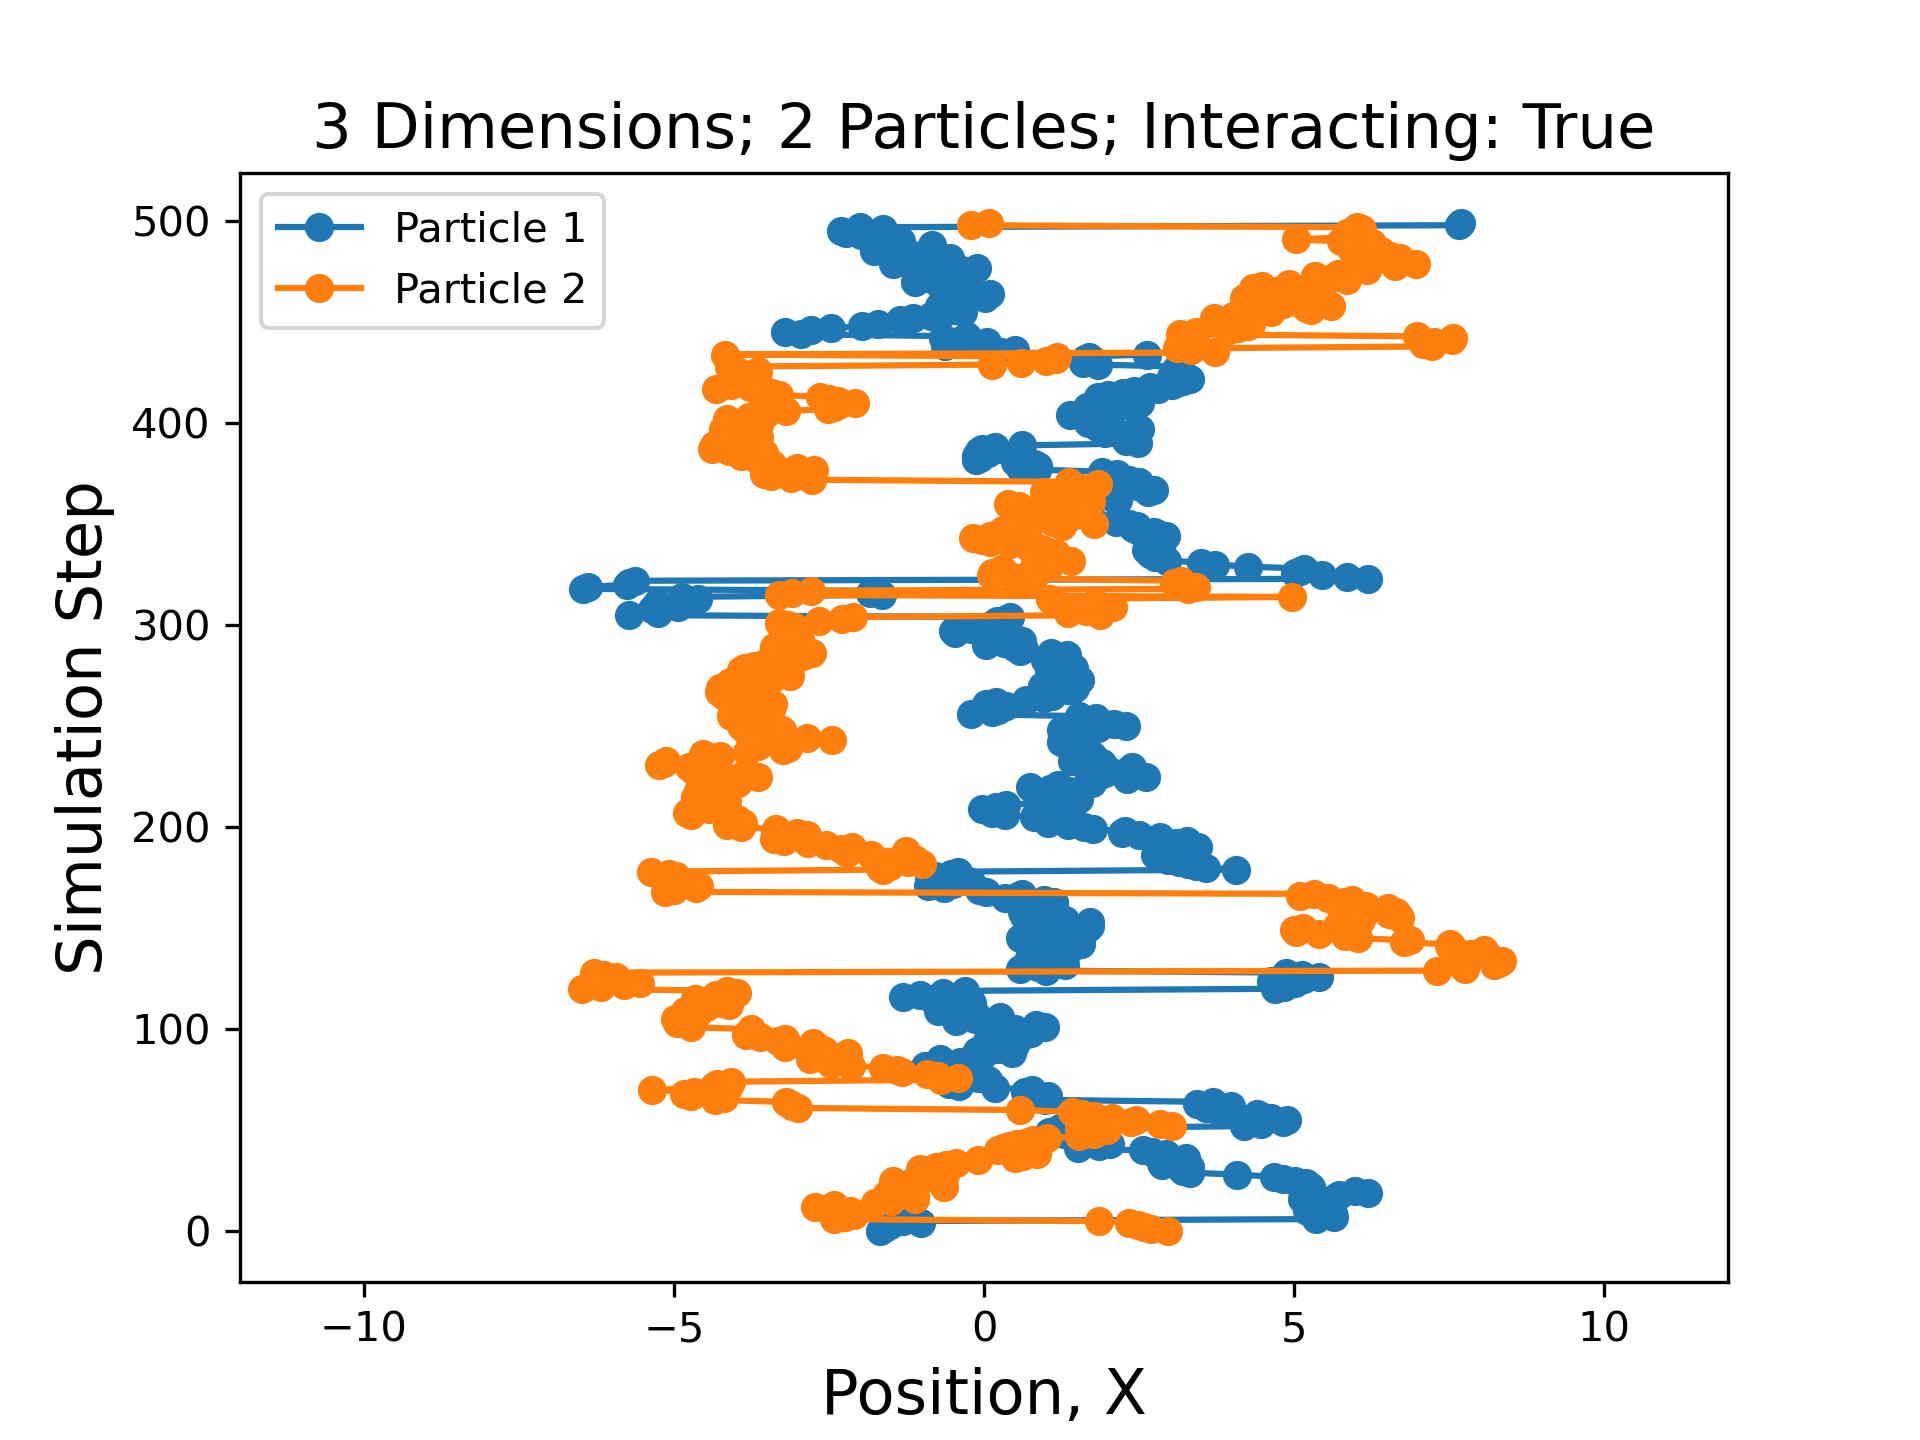 3 Dimensions; 2 Particles; Interacting: True
Particle 1
Particle 2
Simulation Step
500
400
300
200
100
0
−10
−5
0
5
10
Position, X